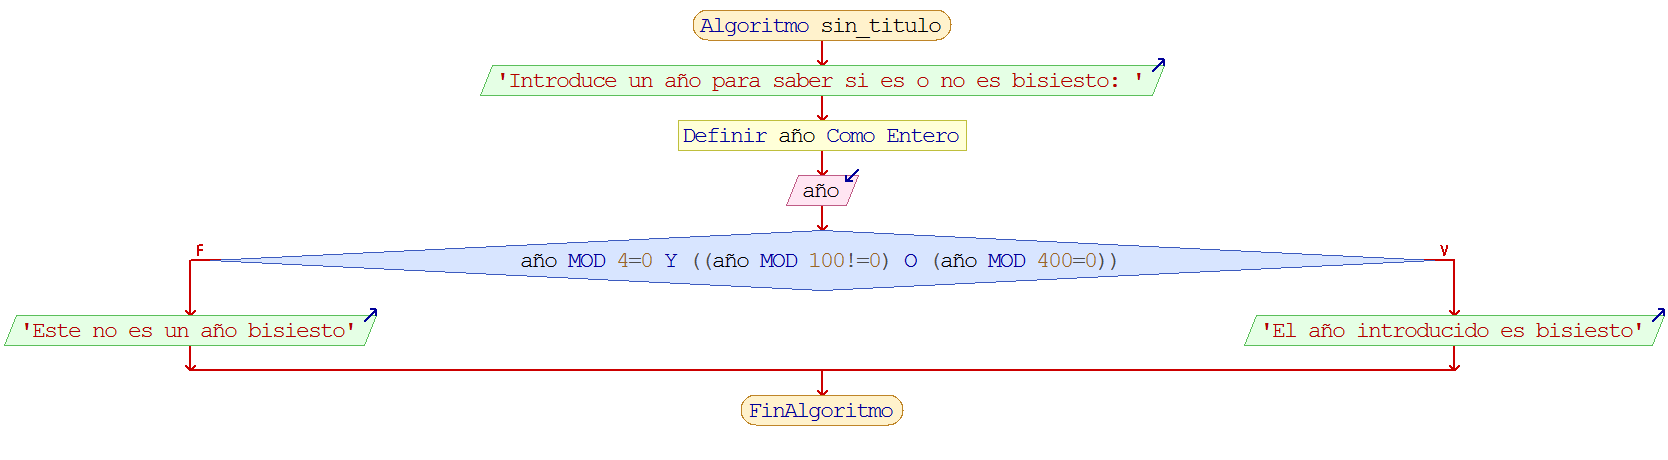 Algoritmo sin_titulo
'Introduce un año para saber si es o no es bisiesto: '
Definir año Como Entero
año
F
V
año MOD 4=0 Y ((año MOD 100!=0) O (año MOD 400=0))
'Este no es un año bisiesto'
'El año introducido es bisiesto'
FinAlgoritmo